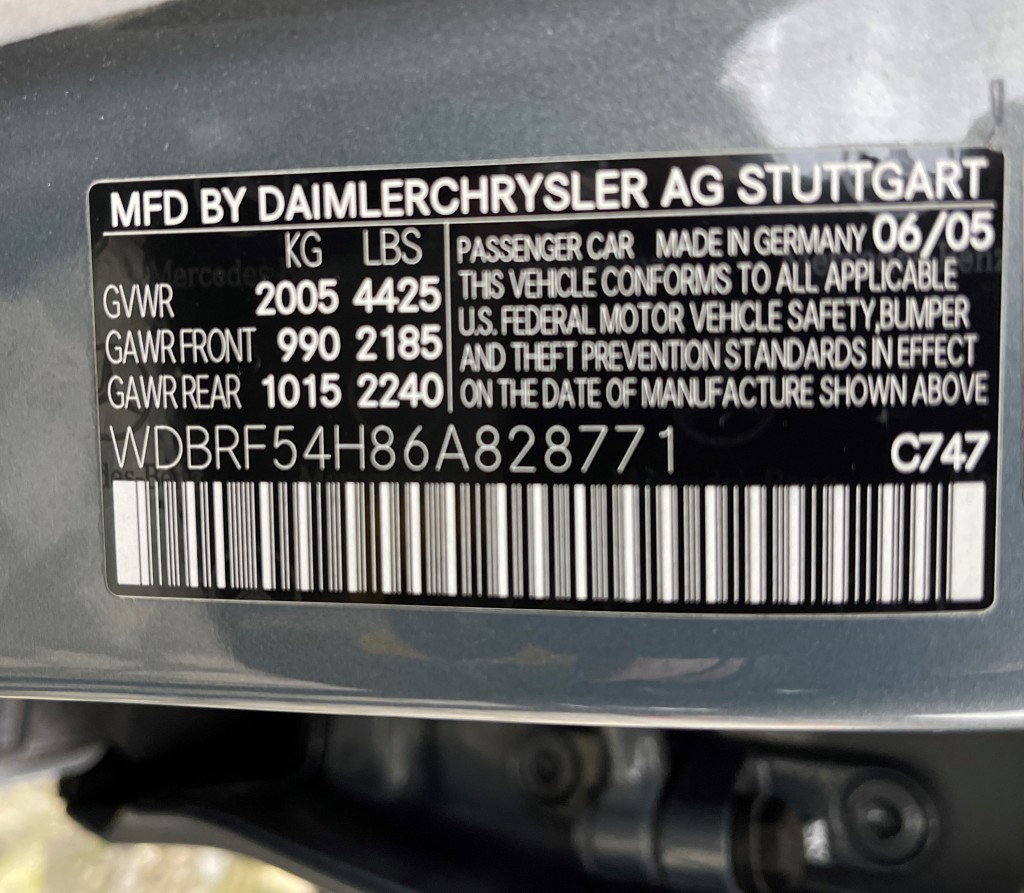 MFD BY DAIMLERCHRYSLER AG STUTTGART
KG LBS
GVWR 2005 4425
GAWR FRONT 990 2185
GAWR REAR 1015 2240
PASSENGER CAR MADE IN GERMANY 06/05
THIS VEHICLE CONFORMS TO ALL APPLICABLE
U.S. FEDERAL MOTOR VEHICLE SAFETY,BUMPER
AND THEFT PREVENTION STANDARDS IN EFFECT
ON THE DATE OF MANUFACTURE SHOWN ABOVE
WDBRF54H86A828771 C747